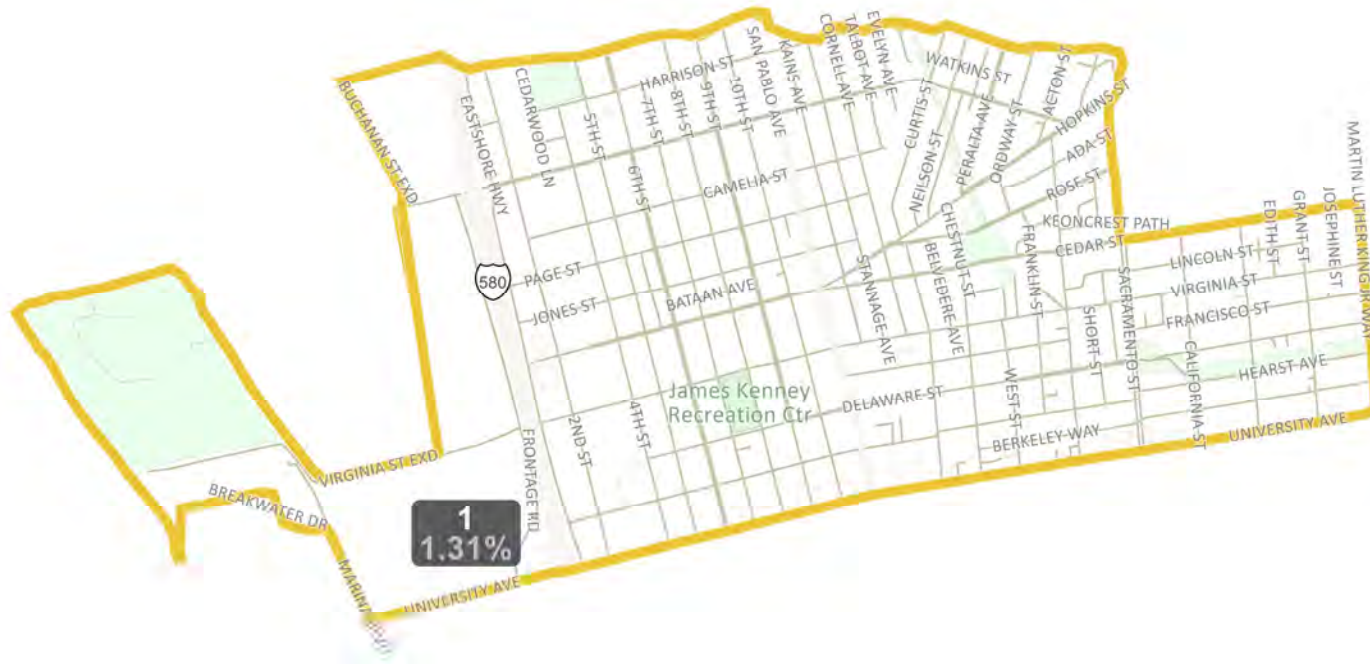 BUCHANAN ST EXD
EASTSHORE HWY
CEDARWOOD LN
5TH ST
HARRISON ST
7TH ST
8TH ST
9TH ST
10TH ST
SAN PABLO AVE
KAINS AVE
CORNELL AVE
TALBOT AVE
EVELYN AVE
WATKINS ST
ACTON ST
HOPKINS ST
CURTIS ST
NEILSON ST
PERALTA AVE
ORDWAY ST
ADA ST
ROSE ST
6TH ST
CAMELIA ST
KEONCREST PATH
CEDAR ST
CHESTNUT ST
BELVEDERE AVE
FRANKLIN ST
STANNAGE AVE
SACRAMENTO ST
LINCOLN ST
EDITH ST
GRANT ST
JOSEPHINE ST
MARTIN LUTHER KING JR WAY
VIRGINIA ST
FRANCISCO ST
580
PAGE ST
JONES ST
BATAAN AVE
SHORT ST
CALIFORNIA ST
HEARST AVE
James Kenney
Recreation Ctr
DELAWARE ST
WEST ST
BERKELEY WAY
UNIVERSITY AVE
4TH ST
2ND ST
FRONTAGE RD
VIRGINIA ST EXD
BREAKWATER DR
1
1.31%
UNIVERSITY AVE